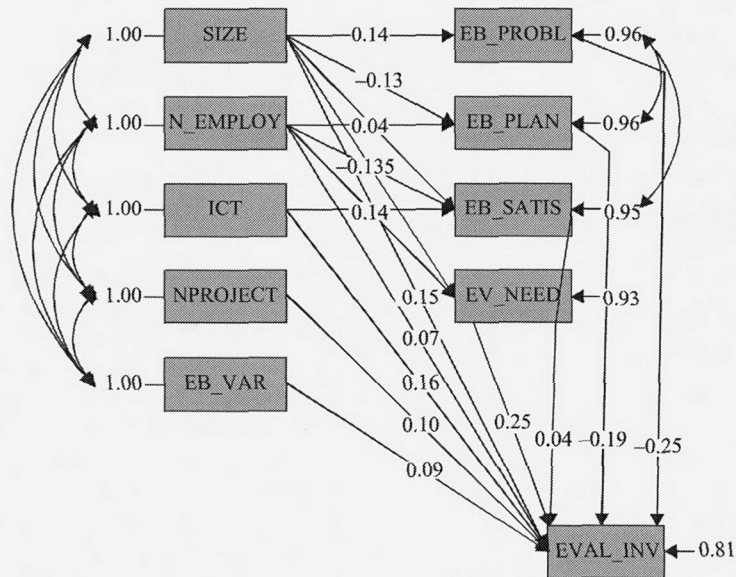 1.00 SIZE 0.14 EB_PROBL 0.96
–0.13
1.00 N_EMPLOY 0.04 EB_PLAN 0.96
–0.135
1.00 ICT 0.14 EB_SATIS 0.95
1.00 NPROJECT 0.15 EV_NEED 0.93
0.07
1.00 EB_VAR 0.16
0.10 0.25 0.04 –0.19 –0.25
0.09
EVAL_INV 0.81